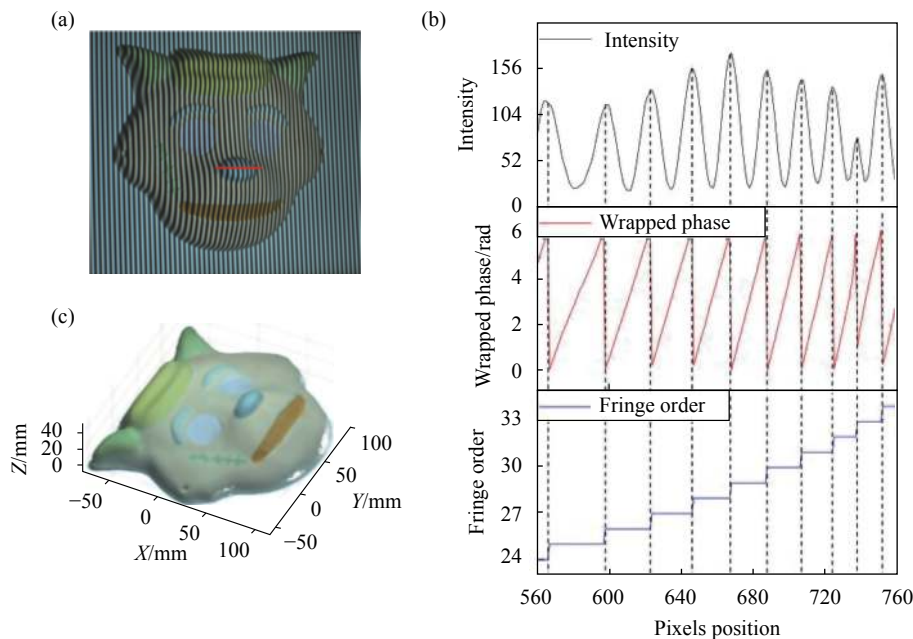 (a)
(b)
Intensity
156
104
52
0
Intensity
Wrapped phase
6
4
2
0
Wrapped phase/rad
Fringe order
33
30
27
24
Fringe order
560 600 640 680 720 760
Pixels position
(c)
40
20
0
Z/mm
−50
0
50
100
X/mm
100
50
0
−50
Y/mm